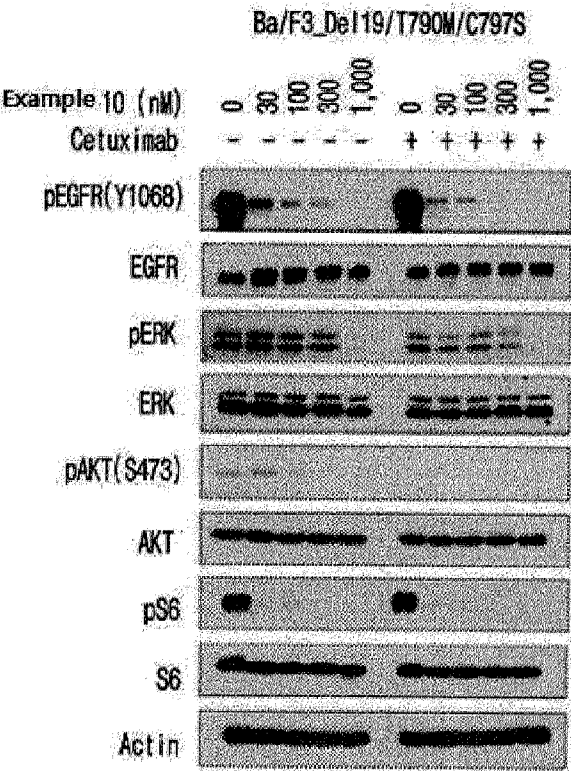 Ba/F3_Del19/T790M/C797S
Example 10 (nM) 0 30 100 300 1,000 0 30 100 300 1,000
Cetuximab - - - - - + + + + +
pEGFR(Y1068)
EGFR
pERK
ERK
pAKT(S473)
AKT
pS6
S6
Actin